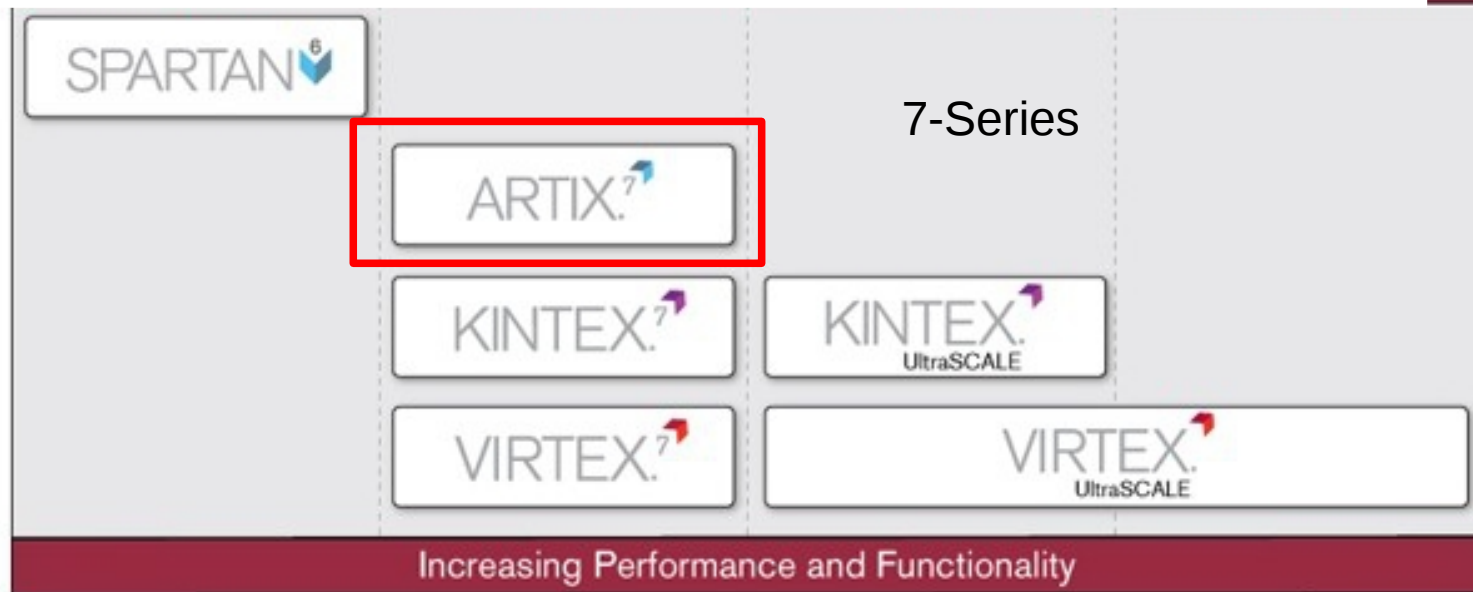 SPARTAN 6
7-Series
ARTIX. 7
KINTEX. 7
KINTEX.
UltraSCALE
VIRTEX. 7
VIRTEX.
UltraSCALE
Increasing Performance and Functionality